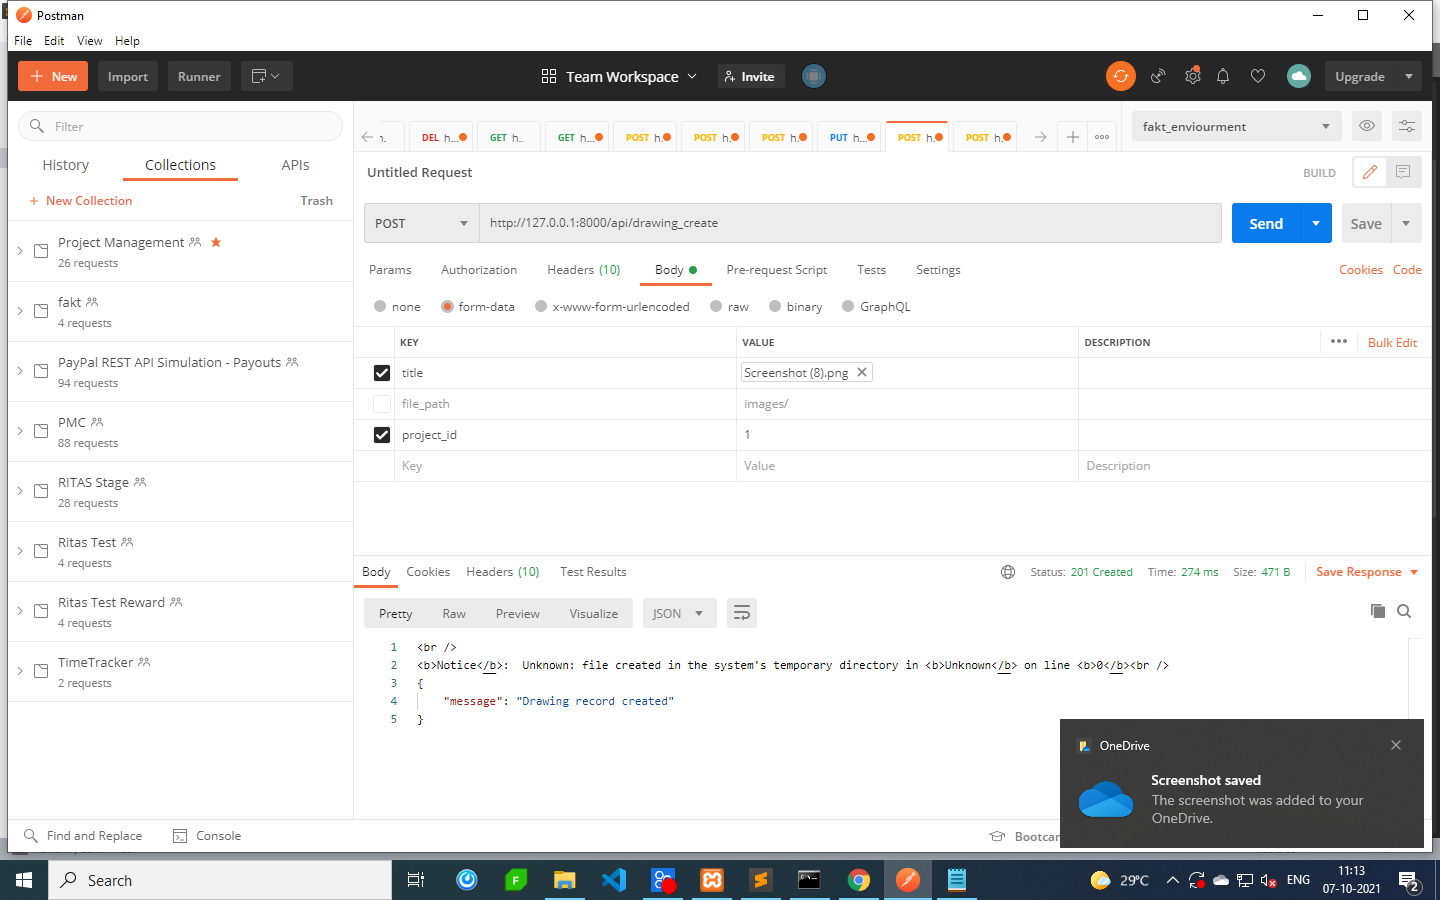 Postman
File Edit View Help
New Import Runner Team Workspace Invite Upgrade
Filter
History Collections APIs
New Collection Trash
Project Management
26 requests
fakt
4 requests
PayPal REST API Simulation - Payouts
94 requests
PMC
88 requests
RITAS Stage
28 requests
Ritas Test
4 requests
Ritas Test Reward
4 requests
TimeTracker
2 requests
DEL h... GET h.. GET h... POST h. POST h. POST h. PUT h... POST h. POST h.
fakt_enviourment
Untitled Request BUILD
POST http://127.0.0.1:8000/api/drawing_create Send Save
Params Authorization Headers (10) Body Pre-request Script Tests Settings Cookies Code
none form-data x-www-form-urlencoded raw binary GraphQL
KEY VALUE DESCRIPTION Bulk Edit
title Screenshot (8).png
file_path images/
project_id 1
Key Value Description
Body Cookies Headers (10) Test Results Status: 201 Created Time: 274 ms Size: 471 B Save Response
Pretty Raw Preview Visualize JSON
1 <br />
2 <b>Notice</b>:  Unknown: file created in the system's temporary directory in <b>Unknown</b> on line <b>0</b><br />
3 {
4 "message": "Drawing record created"
5 }
OneDrive
Screenshot saved
The screenshot was added to your
OneDrive.
Find and Replace Console
Search 29°C ENG 11:13
07-10-2021
2